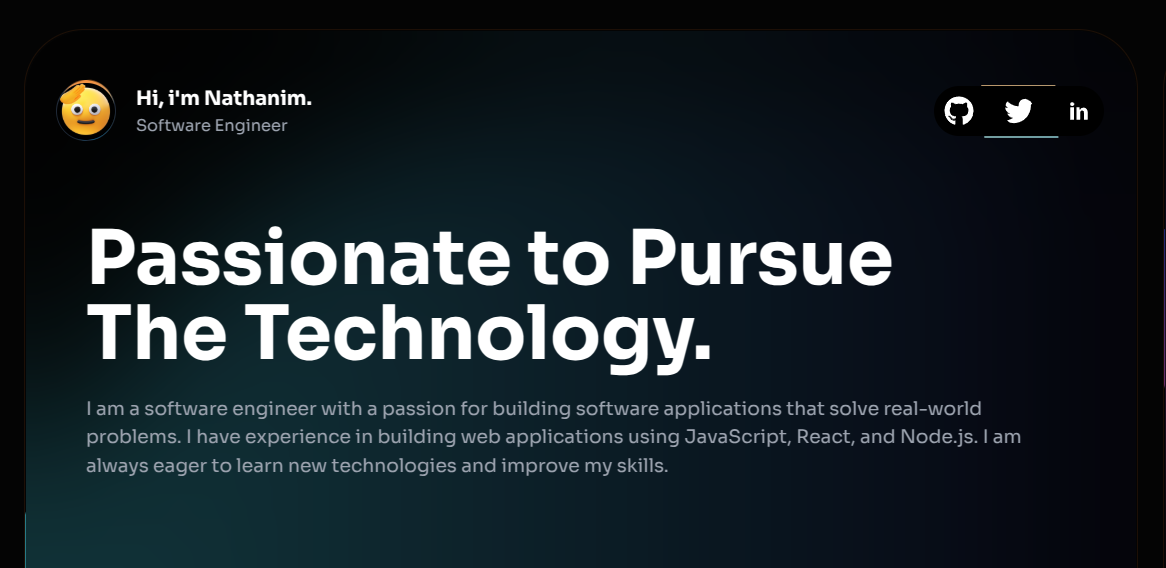 Hi, i'm Nathanim.
Software Engineer
in
Passionate to Pursue
The Technology.
I am a software engineer with a passion for building software applications that solve real-world
problems. I have experience in building web applications using JavaScript, React, and Node.js. I am
always eager to learn new technologies and improve my skills.